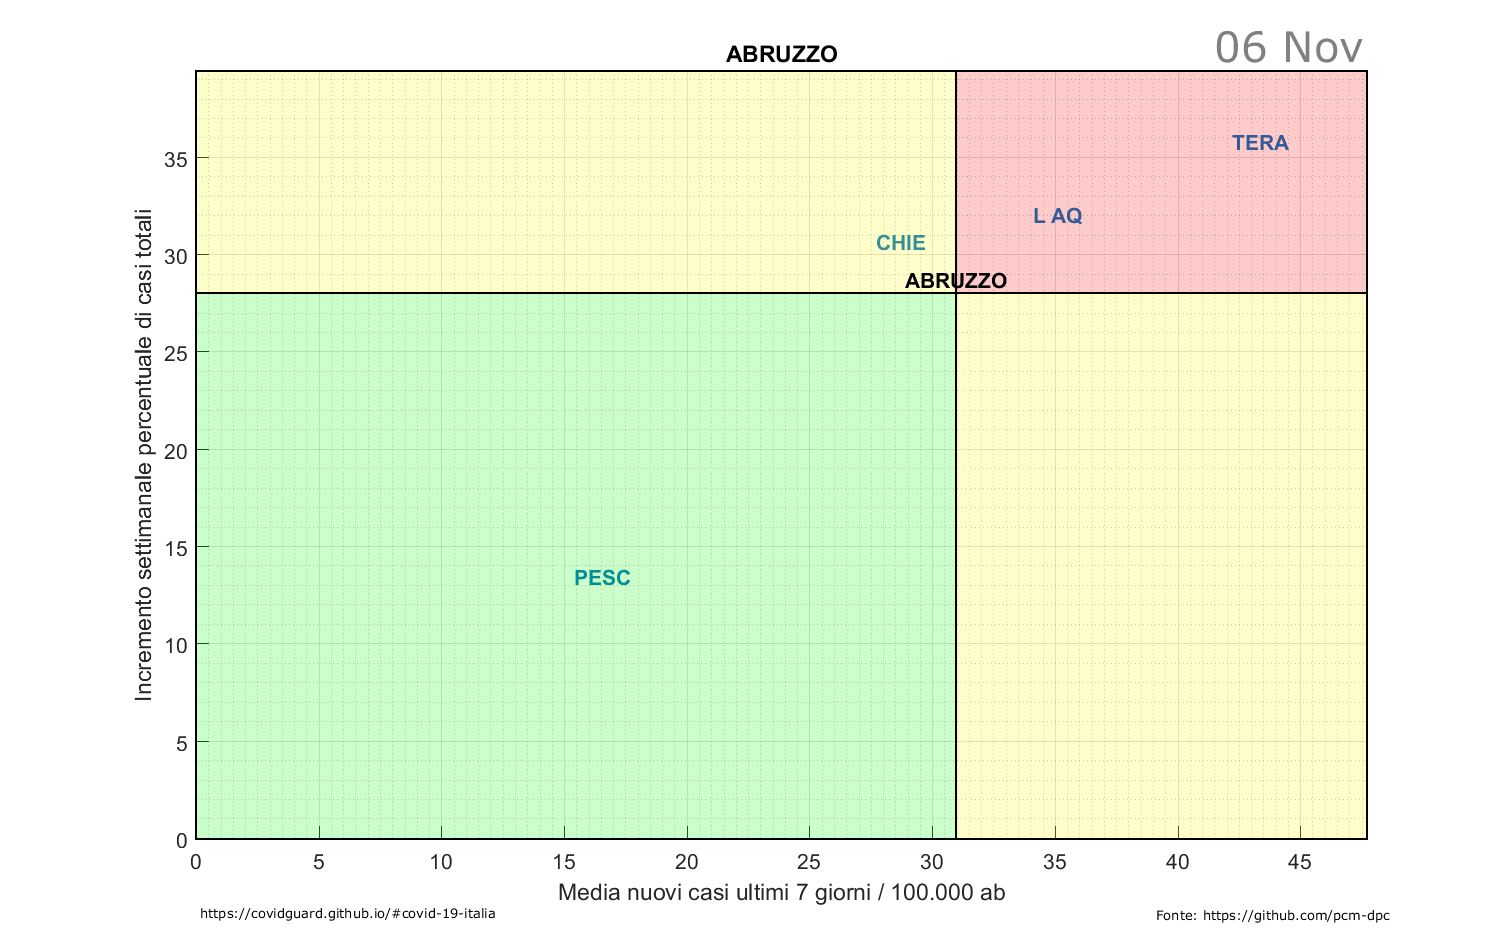 ABRUZZO
06 Nov
Incremento settimanale percentuale di casi totali
35
30
25
20
15
10
5
0
TERA
L AQ
CHIE
ABRUZZO
PESC
0 5 10 15 20 25 30 35 40 45
Media nuovi casi ultimi 7 giorni / 100.000 ab
https://covidguard.github.io/#covid-19-italia
Fonte: https://github.com/pcm-dpc